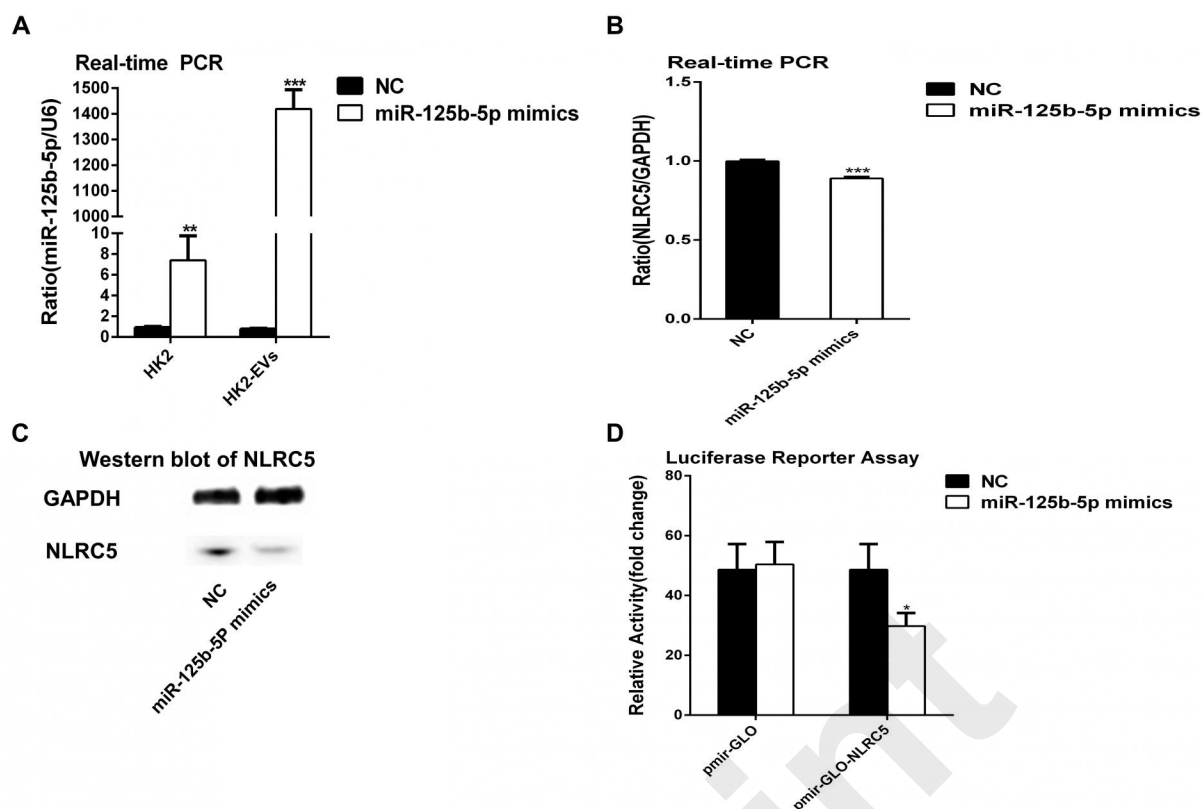 A
Real-time PCR
NC
miR-125b-5p mimics
Ratio(miR-125b-5p/U6)
1500
1400
1300
1200
1100
1000
10
8
6
4
2
0
***
**
HK2
HK2-EVs
B
Real-time PCR
NC
miR-125b-5p mimics
Ratio(NLRC5/GAPDH)
1.5
1.0
0.5
0.0
***
NC
miR-125b-5p mimics
C
Western blot of NLRC5
GAPDH
NLRC5
NC
miR-125b-5P mimics
D
Luciferase Reporter Assay
NC
miR-125b-5p mimics
Relative Activity(fold change)
80
60
40
20
0
*
pmir-GLO
pmir-GLO-NLRC5
int